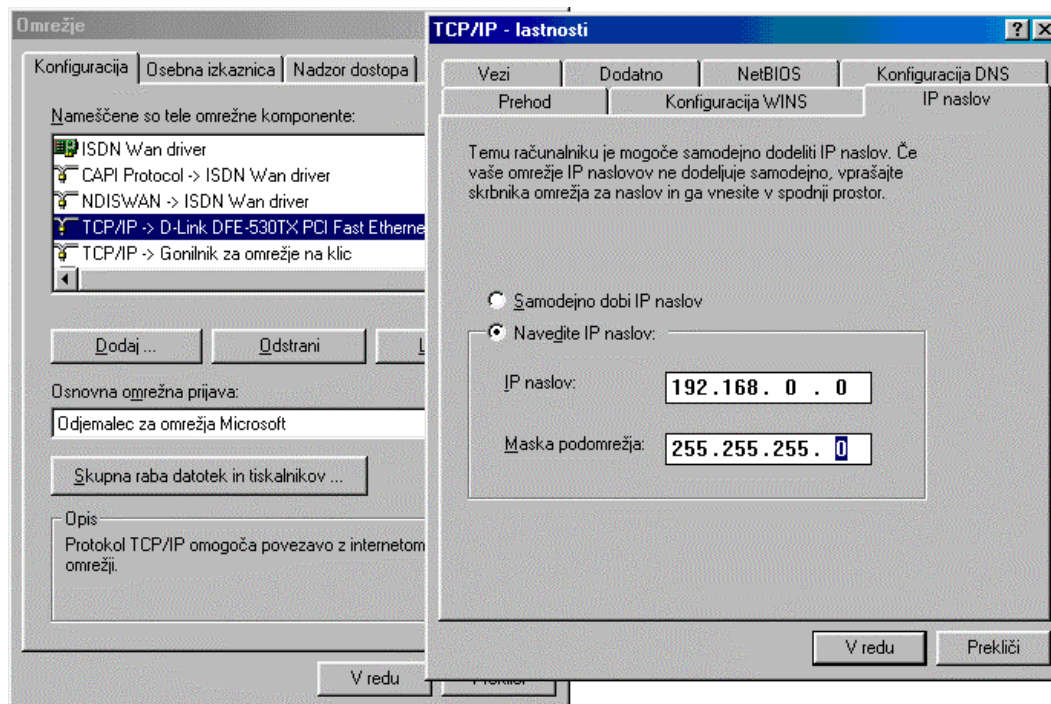 Omrežje
Konfiguracija
Osebna izkaznica
Nadzor dostopa
Nameščene so tele omrežne komponente:
ISDN Wan driver
CAPI Protocol -> ISDN Wan driver
NDISWAN -> ISDN Wan driver
TCP/IP -> D-Link DFE-530TX PCI Fast Etherne
TCP/IP -> Gonilnik za omrežje na klic
Dodaj ...
Odstrani
L
Osnovna omrežna prijava:
Odjemalec za omrežja Microsoft
Skupna raba datotek in tiskalnikov ...
Opis
Protokol TCP/IP omogoča povezavo z internetom
omrežji.
V redu
TCP/IP - lastnosti
Vezi
Dodatno
NetBIOS
Konfiguracija DNS
Prehod
Konfiguracija WINS
IP naslov
Temu računalniku je mogoče samodejno dodeliti IP naslov. Če
vaše omrežje IP naslovov ne dodeljuje samodejno, vprašajte
skrbnika omrežja za naslov in ga vnesite v spodnji prostor.
Samodejno dobi IP naslov
Navedite IP naslov:
IP naslov:
192.168. 0 . 0
Maska podomrežja:
255.255.255. 0
V redu
Prekliči